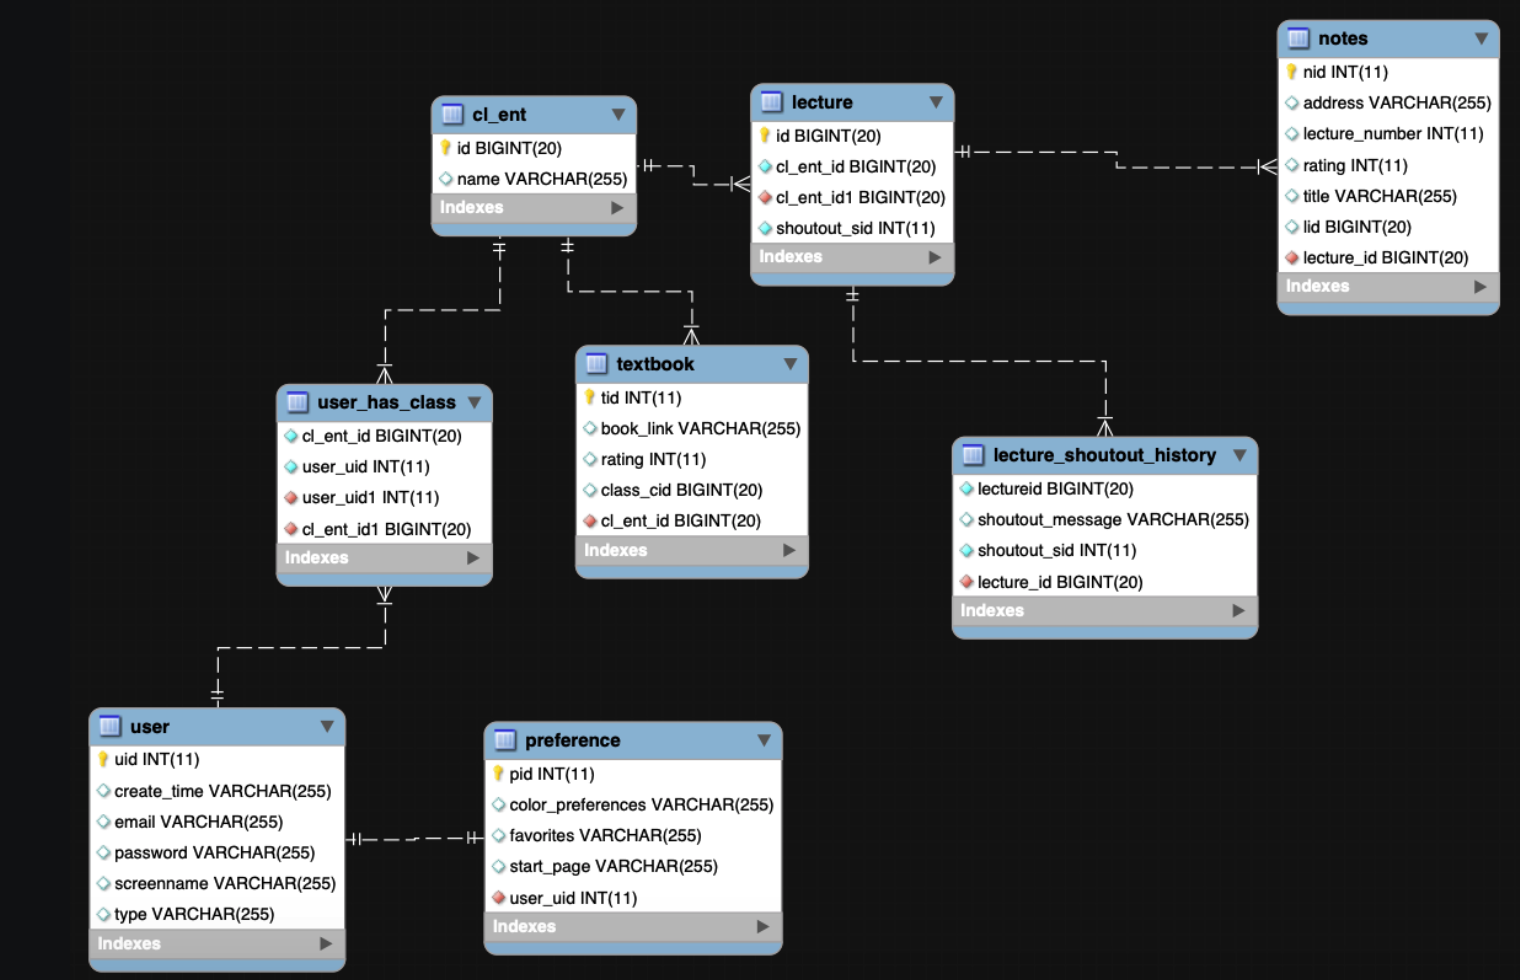 cl_ent
id BIGINT(20)
name VARCHAR(255)
Indexes
lecture
id BIGINT(20)
cl_ent_id BIGINT(20)
cl_ent_id1 BIGINT(20)
shoutout_sid INT(11)
Indexes
notes
nid INT(11)
address VARCHAR(255)
lecture_number INT(11)
rating INT(11)
title VARCHAR(255)
lid BIGINT(20)
lecture_id BIGINT(20)
Indexes
user_has_class
cl_ent_id BIGINT(20)
user_uid INT(11)
user_uid1 INT(11)
cl_ent_id1 BIGINT(20)
Indexes
textbook
tid INT(11)
book_link VARCHAR(255)
rating INT(11)
class_cid BIGINT(20)
cl_ent_id BIGINT(20)
Indexes
lecture_shoutout_history
lectureid BIGINT(20)
shoutout_message VARCHAR(255)
shoutout_sid INT(11)
lecture_id BIGINT(20)
Indexes
user
uid INT(11)
create_time VARCHAR(255)
email VARCHAR(255)
password VARCHAR(255)
screenname VARCHAR(255)
type VARCHAR(255)
Indexes
preference
pid INT(11)
color_preferences VARCHAR(255)
favorites VARCHAR(255)
start_page VARCHAR(255)
user_uid INT(11)
Indexes